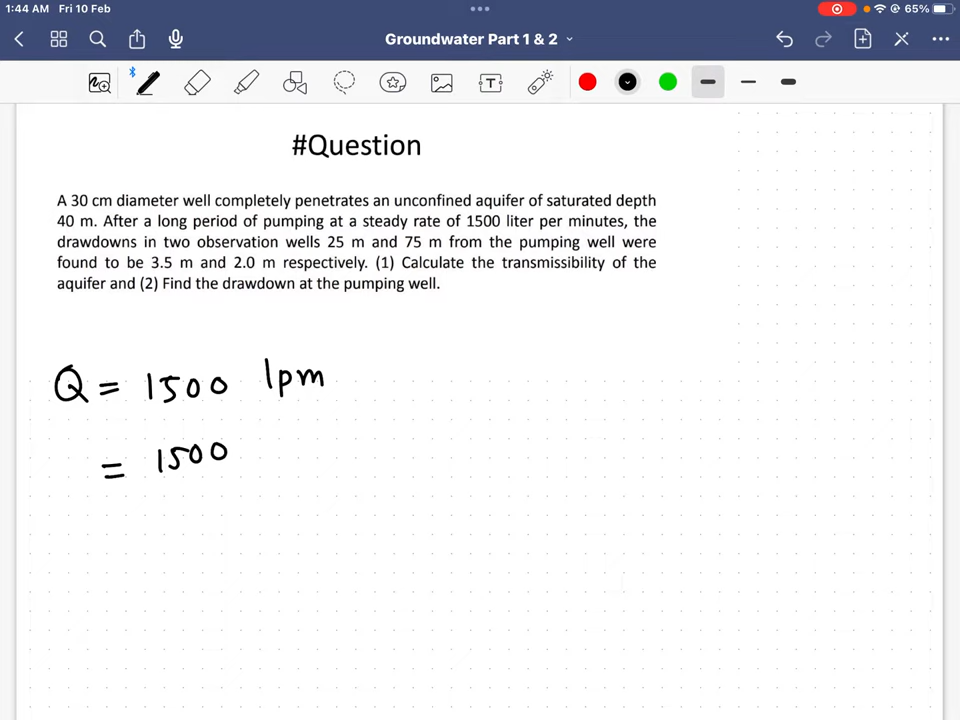 1:44 AM Fri 10 Feb
65%
Groundwater Part 1 & 2
#Question
A 30 cm diameter well completely penetrates an unconfined aquifer of saturated depth
40 m. After a long period of pumping at a steady rate of 1500 liter per minutes, the
drawdowns in two observation wells 25 m and 75 m from the pumping well were
found to be 3.5 m and 2.0 m respectively. (1) Calculate the transmissibility of the
aquifer and (2) Find the drawdown at the pumping well.
Q = 1500 lpm
= 1500